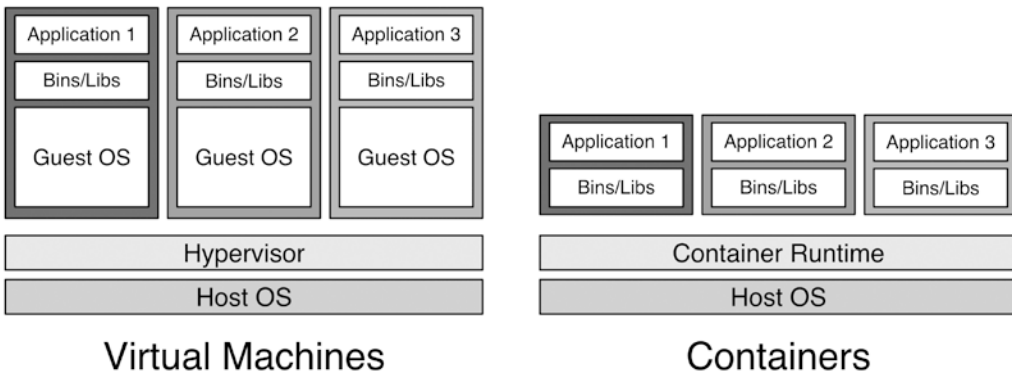 Application 1
Application 2
Application 3
Bins/Libs
Bins/Libs
Bins/Libs
Guest OS
Guest OS
Guest OS
Hypervisor
Host OS
Virtual Machines
Application 1
Application 2
Application 3
Bins/Libs
Bins/Libs
Bins/Libs
Container Runtime
Host OS
Containers